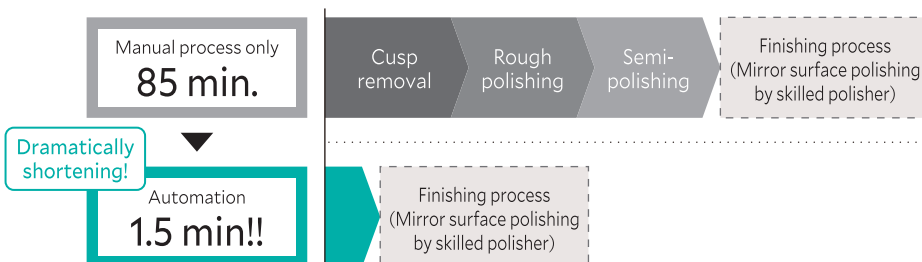 Manual process only
85 min.
Cusp
removal
Rough
polishing
Semi-
polishing
Finishing process
(Mirror surface polishing
by skilled polisher)
Dramatically
shortening!
Automation
1.5 min!!
Finishing process
(Mirror surface polishing
by skilled polisher)